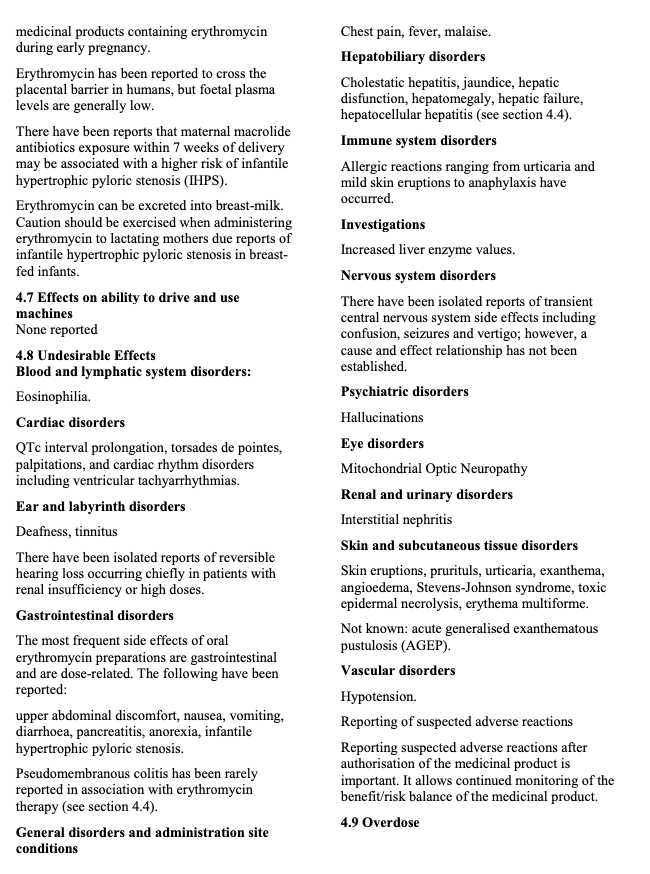 medicinal products containing erythromycin
during early pregnancy.
Erythromycin has been reported to cross the
placental barrier in humans, but foetal plasma
levels are generally low.
There have been reports that maternal macrolide
antibiotics exposure within 7 weeks of delivery
may be associated with a higher risk of infantile
hypertrophic pyloric stenosis (IHPS).
Erythromycin can be excreted into breast-milk.
Caution should be exercised when administering
erythromycin to lactating mothers due reports of
infantile hypertrophic pyloric stenosis in breast-
fed infants.
4.7 Effects on ability to drive and use
machines
None reported
4.8 Undesirable Effects
Blood and lymphatic system disorders:
Eosinophilia.
Cardiac disorders
QTc interval prolongation, torsades de pointes,
palpitations, and cardiac rhythm disorders
including ventricular tachyarrhythmias.
Ear and labyrinth disorders
Deafness, tinnitus
There have been isolated reports of reversible
hearing loss occurring chiefly in patients with
renal insufficiency or high doses.
Gastrointestinal disorders
The most frequent side effects of oral
erythromycin preparations are gastrointestinal
and are dose-related. The following have been
reported:
upper abdominal discomfort, nausea, vomiting,
diarrhoea, pancreatitis, anorexia, infantile
hypertrophic pyloric stenosis.
Pseudomembranous colitis has been rarely
reported in association with erythromycin
therapy (see section 4.4).
General disorders and administration site
conditions
Chest pain, fever, malaise.
Hepatobiliary disorders
Cholestatic hepatitis, jaundice, hepatic
disfunction, hepatomegaly, hepatic failure,
hepatocellular hepatitis (see section 4.4).
Immune system disorders
Allergic reactions ranging from urticaria and
mild skin eruptions to anaphylaxis have
occurred.
Investigations
Increased liver enzyme values.
Nervous system disorders
There have been isolated reports of transient
central nervous system side effects including
confusion, seizures and vertigo; however, a
cause and effect relationship has not been
established.
Psychiatric disorders
Hallucinations
Eye disorders
Mitochondrial Optic Neuropathy
Renal and urinary disorders
Interstitial nephritis
Skin and subcutaneous tissue disorders
Skin eruptions, prurituls, urticaria, exanthema,
angioedema, Stevens-Johnson syndrome, toxic
epidermal necrolysis, erythema multiforme.
Not known: acute generalised exanthematous
pustulosis (AGEP).
Vascular disorders
Hypotension.
Reporting of suspected adverse reactions
Reporting suspected adverse reactions after
authorisation of the medicinal product is
important. It allows continued monitoring of the
benefit/risk balance of the medicinal product.
4.9 Overdose